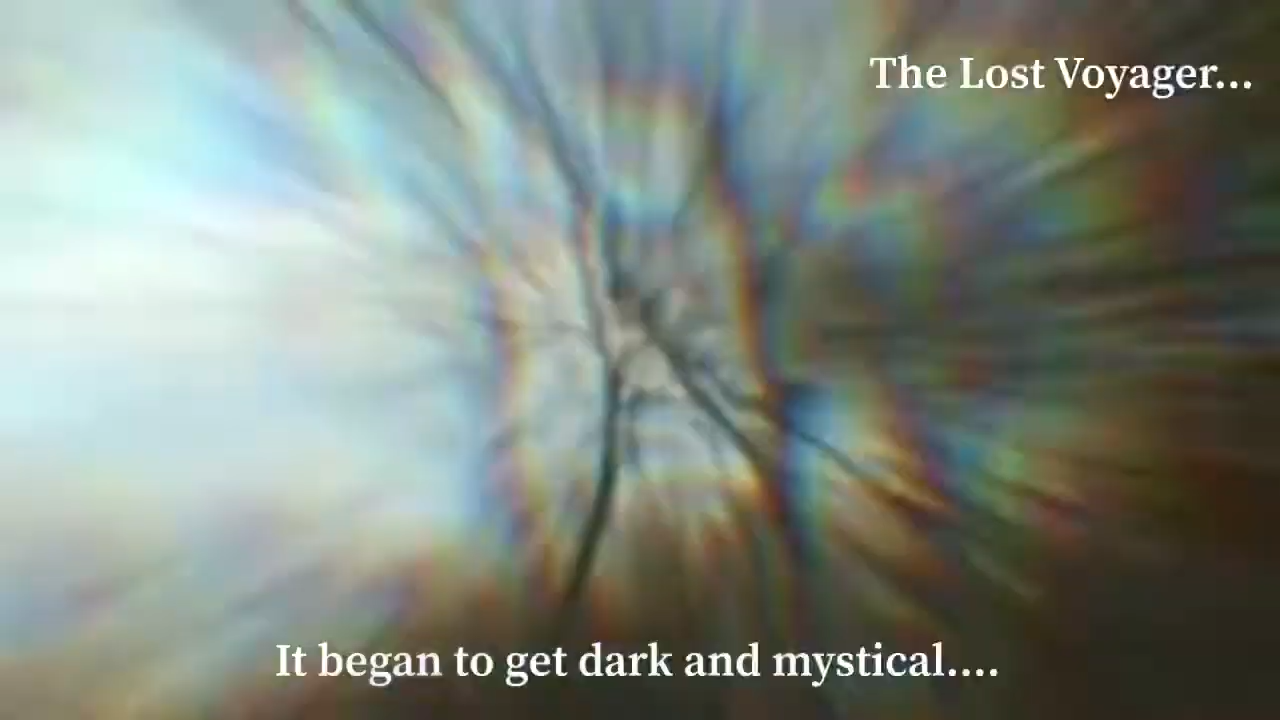 The Lost Voyager...
It began to get dark and mystical....